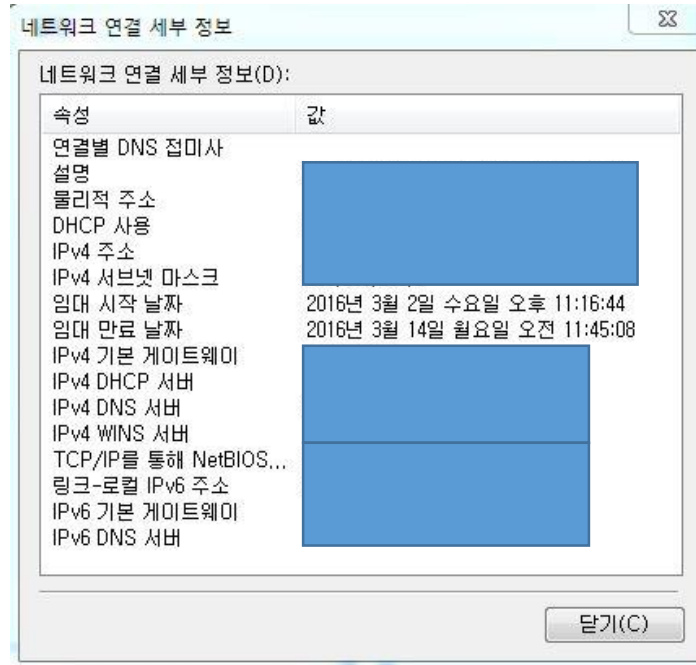 네트워크 연결 세부 정보
네트워크 연결 세부 정보(D):
속성 값
연결별 DNS 접미사
설명
물리적 주소
DHCP 사용
IPv4 주소
IPv4 서브넷 마스크
임대 시작 날짜 2016년 3월 2일 수요일 오후 11:16:44
임대 만료 날짜 2016년 3월 14일 월요일 오전 11:45:08
IPv4 기본 게이트웨이
IPv4 DHCP 서버
IPv4 DNS 서버
IPv4 WINS 서버
TCP/IP를 통해 NetBIOS...
링크-로컬 IPv6 주소
IPv6 기본 게이트웨이
IPv6 DNS 서버
닫기(C)